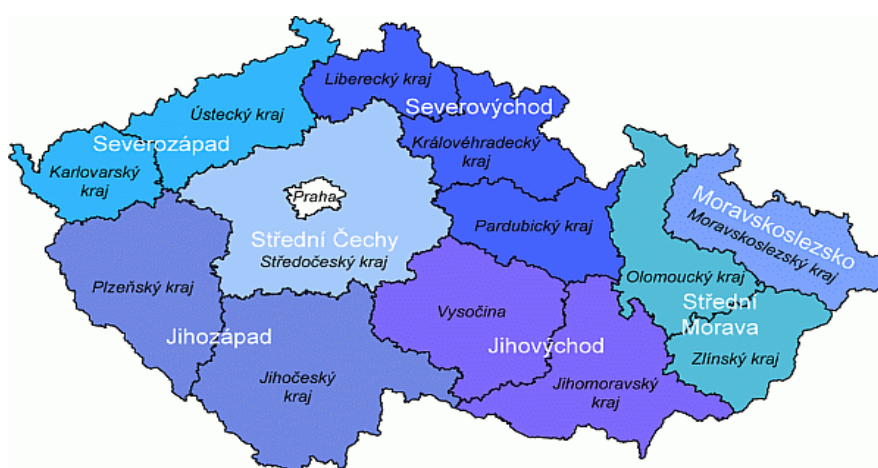 Liberecký kraj
Ústecký kraj
Severovýchod
Severozápad
Královéhradecký
kraj
Karlovarský
kraj
Praha
Pardubický kraj
Moravskoslezsko
Moravskoslezský kraj
Střední Čechy
Středočeský kraj
Olomoucký kraj
Plzeňský kraj
Vysočina
Střední
Morava
Jihozápad
Jihovýchod
Zlínský kraj
Jihočeský
kraj
Jihomoravský
kraj